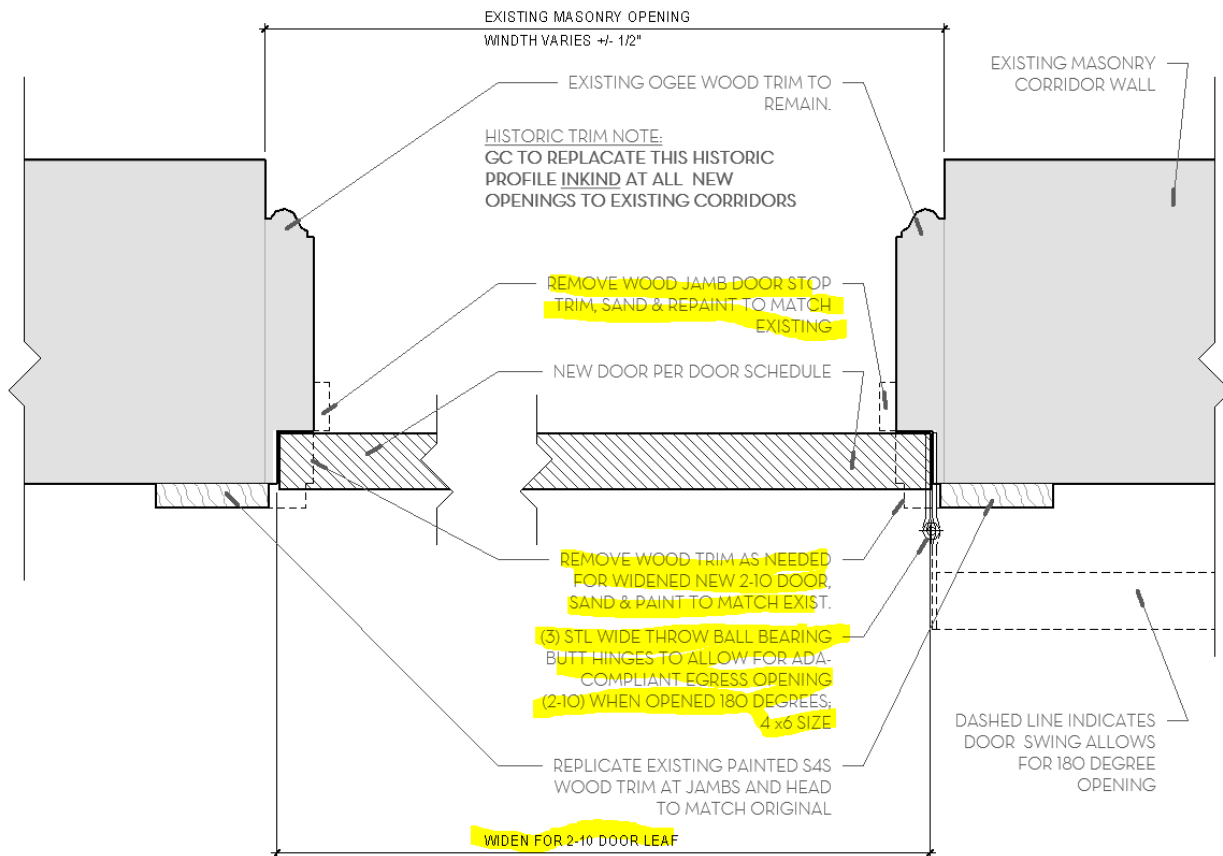 EXISTING MASONRY OPENING
WINDTH VARIES +/- 1/2"
EXISTING MASONRY
CORRIDOR WALL
EXISTING OGEE WOOD TRIM TO
REMAIN.
HISTORIC TRIM NOTE:
GC TO REPLACATE THIS HISTORIC
PROFILE INKIND AT ALL NEW
OPENINGS TO EXISTING CORRIDORS
REMOVE WOOD JAMB DOOR STOP
TRIM, SAND & REPAINT TO MATCH
EXISTING
NEW DOOR PER DOOR SCHEDULE
REMOVE WOOD TRIM AS NEEDED
FOR WIDENED NEW 2-10 DOOR,
SAND & PAINT TO MATCH EXIST.
(3) STL WIDE THROW BALL BEARING
BUTT HINGES TO ALLOW FOR ADA-
COMPLIANT EGRESS OPENING
(2-10) WHEN OPENED 180 DEGREES;
4 x6 SIZE
DASHED LINE INDICATES
DOOR SWING ALLOWS
FOR 180 DEGREE
OPENING
REPLICATE EXISTING PAINTED S4S
WOOD TRIM AT JAMBS AND HEAD
TO MATCH ORIGINAL
WIDEN FOR 2-10 DOOR LEAF